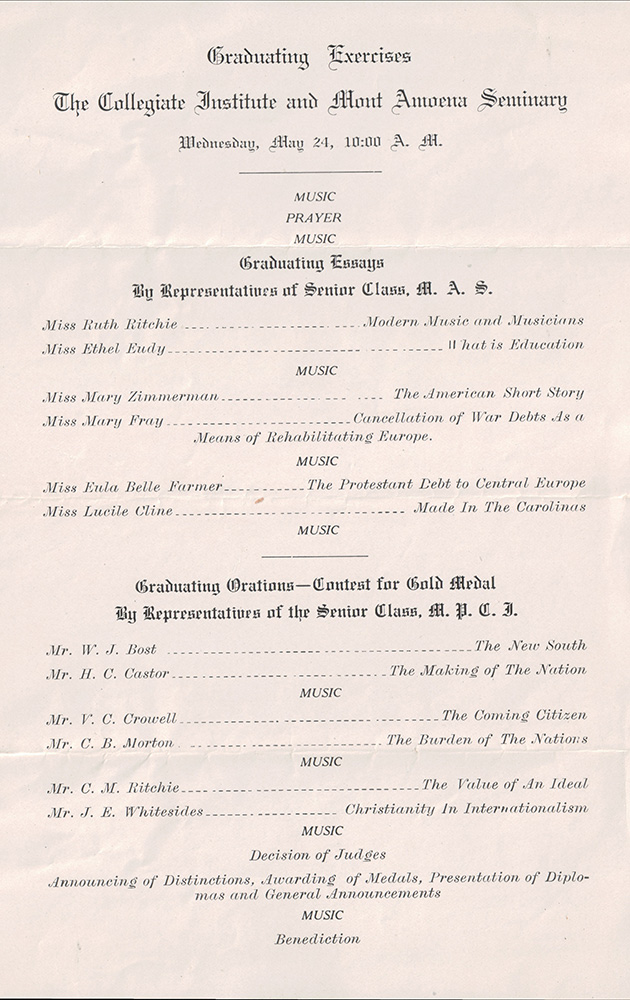 Graduating Exercises
The Collegiate Institute and Mont Amoena Seminary
Wednesday, May 24, 10:00 A. M.
MUSIC
PRAYER
MUSIC
Graduating Essays
By Representatives of Senior Class, M. A. S.
Miss Ruth Ritchie Modern Music and Musicians
Miss Ethel Eudy What is Education
MUSIC
Miss Mary Zimmerman The American Short Story
Miss Mary Fray Cancellation of War Debts As a
Means of Rehabilitating Europe.
MUSIC
Miss Eula Belle Farmer The Protestant Debt to Central Europe
Miss Lucile Cline Made In The Carolinas
MUSIC
Graduating Orations—Contest for Gold Medal
By Representatives of the Senior Class, M. P. C. I.
Mr. W. J. Bost The New South
Mr. H. C. Castor The Making of The Nation
MUSIC
Mr. V. C. Crowell The Coming Citizen
Mr. C. B. Morton The Burden of The Nations
MUSIC
Mr. C. M. Ritchie The Value of An Ideal
Mr. J. E. Whitesides Christianity In Internationalism
MUSIC
Decision of Judges
Announcing of Distinctions, Awarding of Medals, Presentation of Diplo-
mas and General Announcements
MUSIC
Benediction